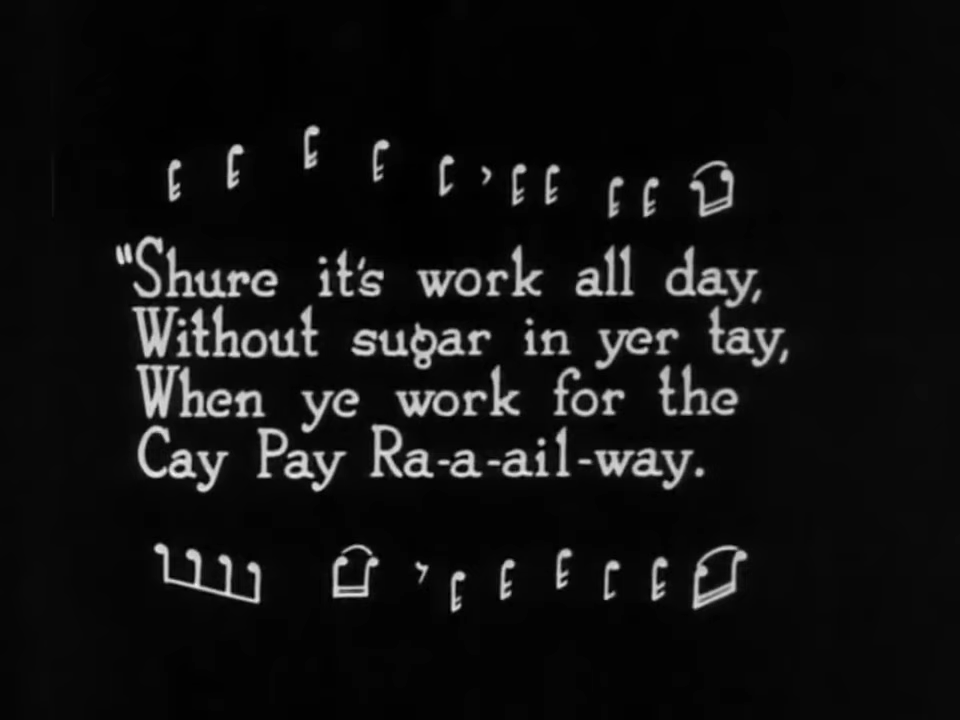 "Shure it's work all day,
Without sugar in yer tay,
When ye work for the
Cay Pay Ra-a-ail-way.